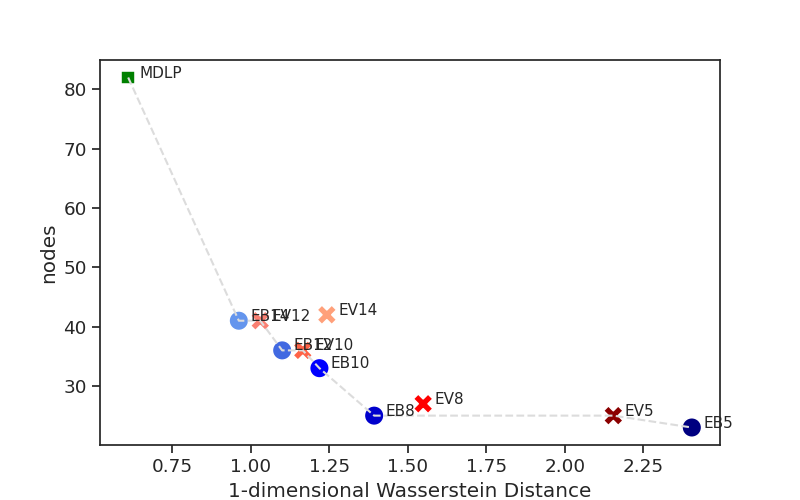 MDLP
80
70
60
nodes
50
40
30
EV14
EB14
EV12
EB12
EV10
EB10
EV8
EB8
EV5
EB5
0.75 1.00 1.25 1.50 1.75 2.00 2.25
1-dimensional Wasserstein Distance